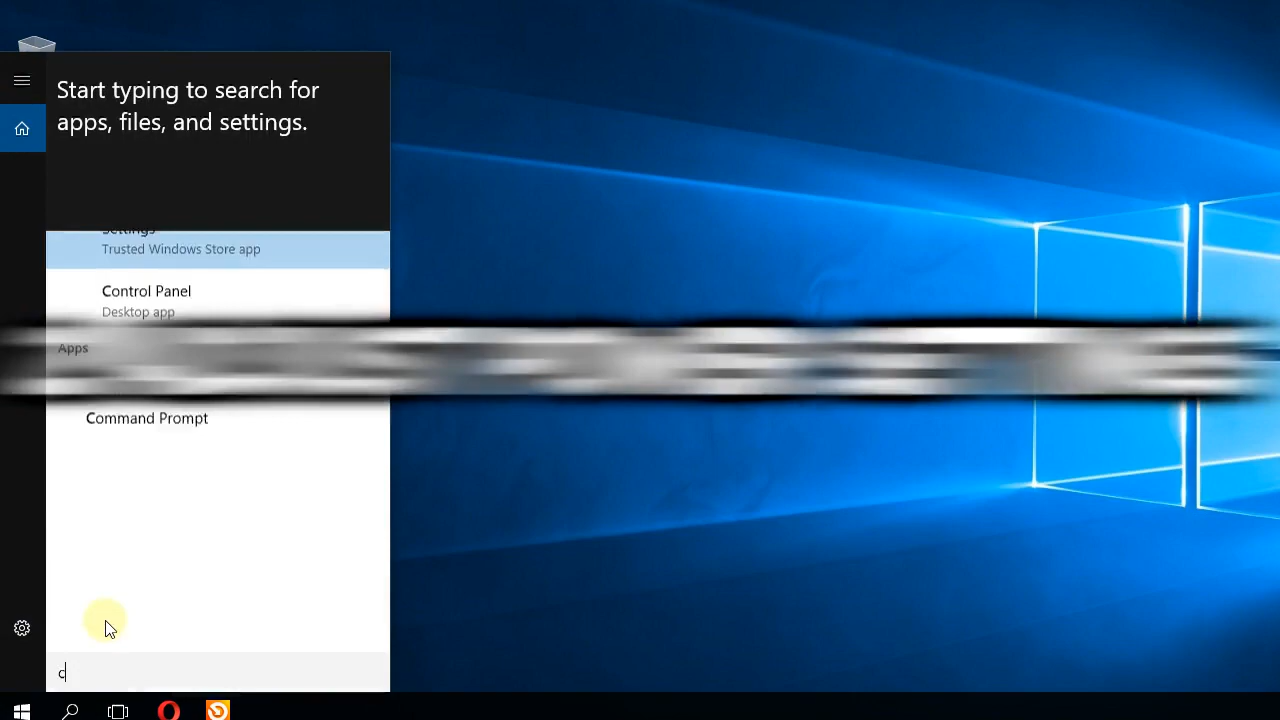 Start typing to search for
apps, files, and settings.
Settings
Trusted Windows Store app
Control Panel
Desktop app
Apps
Command Prompt
c